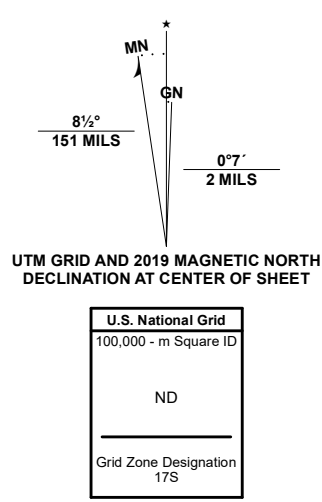 ★
MN
GN
8½°
151 MILS
0°7´
2 MILS
UTM GRID AND 2019 MAGNETIC NORTH
DECLINATION AT CENTER OF SHEET
U.S. National Grid
100,000 - m Square ID
ND
Grid Zone Designation
17S